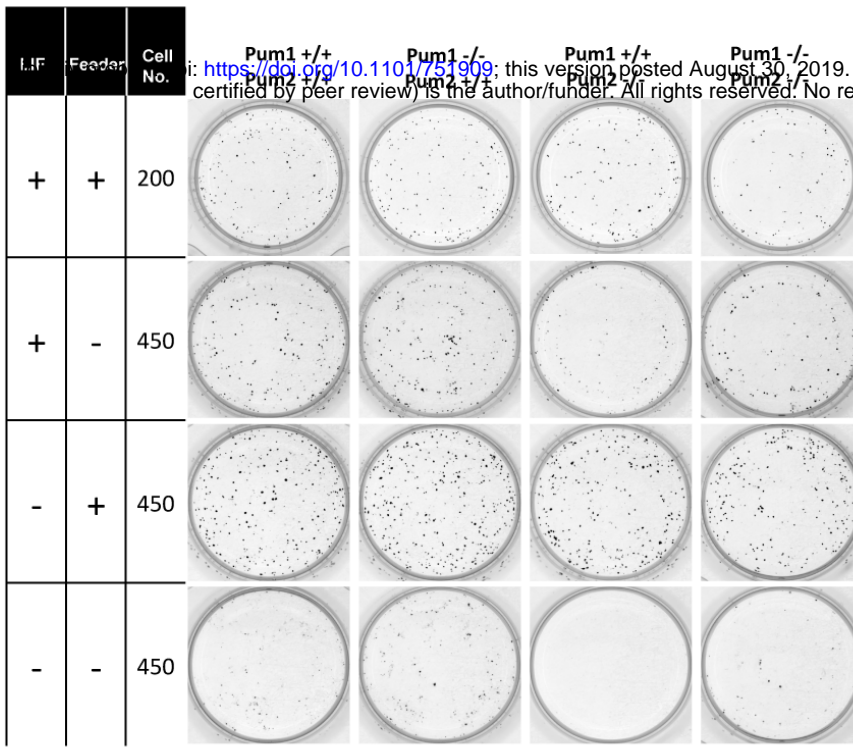 LIF Feeder Cell No.
Pum1 +/+ Pum1 -/- Pum1 +/+ Pum1 -/-
https://doi.org/10.1101/751909; this version posted August 30, 2019.
Pum2 +/+ Pum2 +/+ Pum2 -/-
certified by peer review) is the author/funder. All rights reserved. No re
+ + 200
+ - 450
- + 450
- - 450